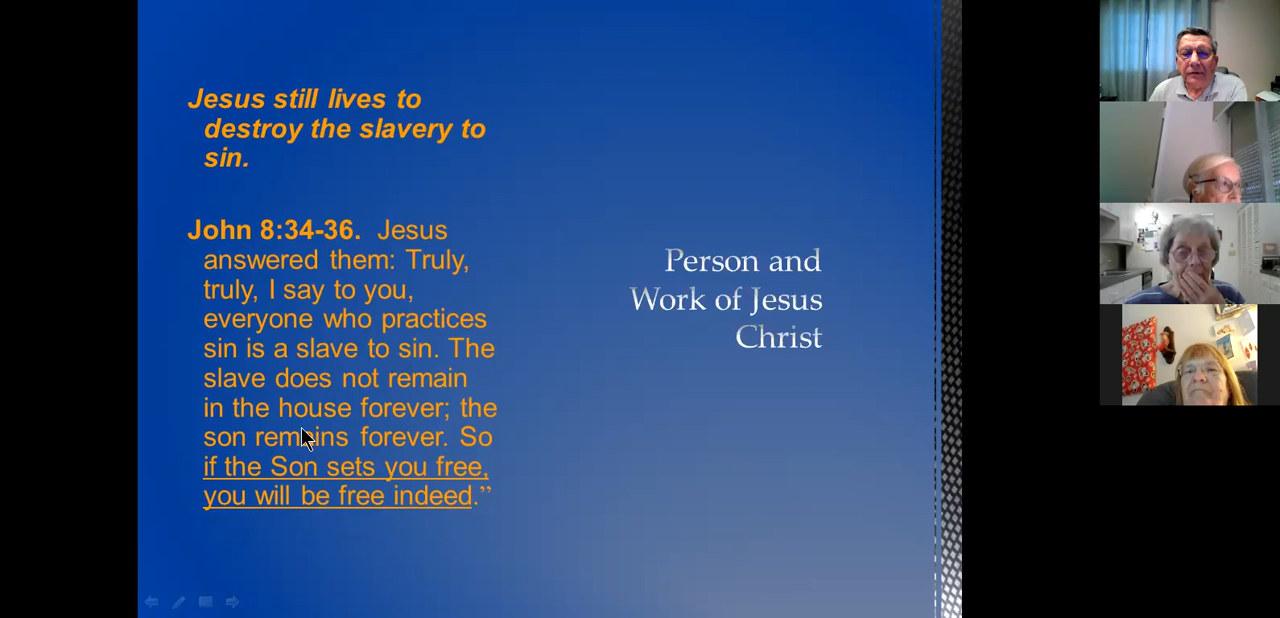 Jesus still lives to
destroy the slavery to
sin.
John 8:34-36. Jesus
answered them: Truly,
truly, I say to you,
everyone who practices
sin is a slave to sin. The
slave does not remain
in the house forever; the
son remains forever. So
if the Son sets you free,
you will be free indeed.”
Person and
Work of Jesus
Christ